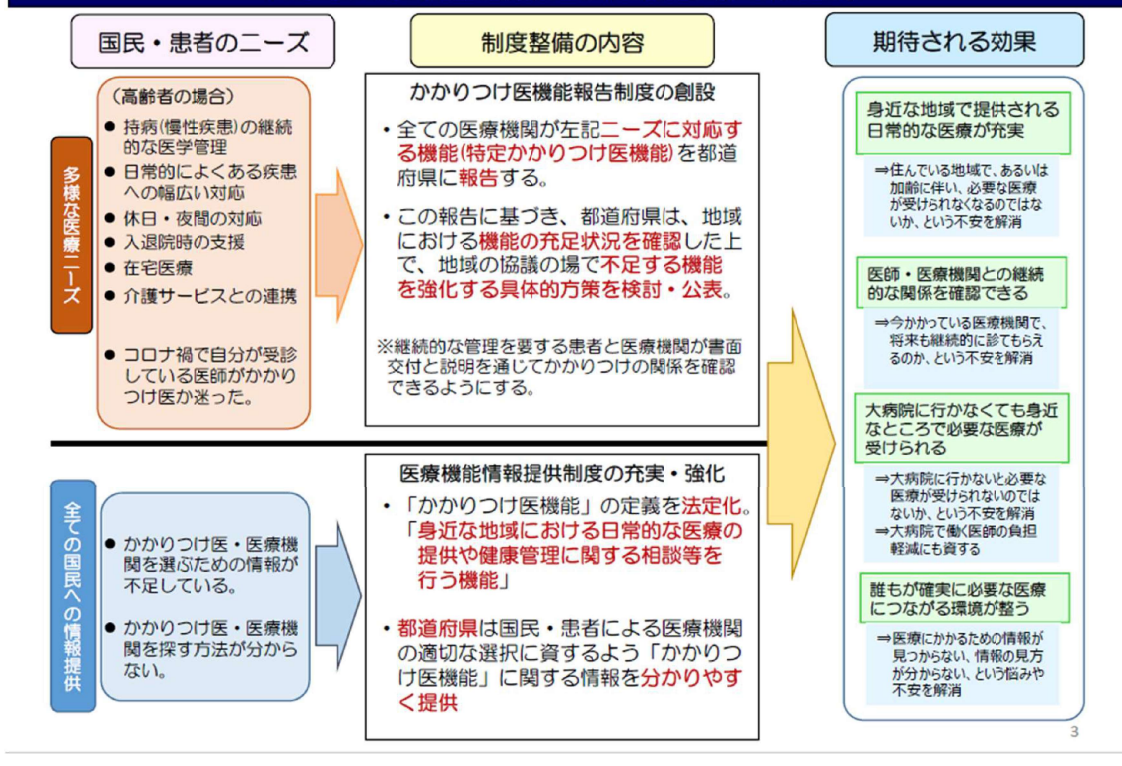 国民・患者のニーズ
制度整備の内容
期待される効果
多様な医療ニーズ
（高齢者の場合）
● 持病(慢性疾患)の継続
的な医学管理
● 日常的によくある疾患
への幅広い対応
● 休日・夜間の対応
● 入退院時の支援
● 在宅医療
● 介護サービスとの連携
● コロナ禍で自分が受診
している医師がかかり
つけ医か迷った。
かかりつけ医機能報告制度の創設
・全ての医療機関が左記ニーズに対応す
る機能(特定かかりつけ医機能)を都道
府県に報告する。
・この報告に基づき、都道府県は、地域
における機能の充足状況を確認した上
で、地域の協議の場で不足する機能
を強化する具体的方策を検討・公表。
※継続的な管理を要する患者と医療機関が書面
交付と説明を通じてかかりつけの関係を確認
できるようにする。
全ての国民への情報提供
● かかりつけ医・医療機
関を選ぶための情報が
不足している。
● かかりつけ医・医療機
関を探す方法が分から
ない。
医療機能情報提供制度の充実・強化
・「かかりつけ医機能」の定義を法定化。
「身近な地域における日常的な医療の
提供や健康管理に関する相談等を
行う機能」
・都道府県は国民・患者による医療機関
の適切な選択に資するよう「かかりつ
け医機能」に関する情報を分かりやす
く提供
身近な地域で提供される
日常的な医療が充実
⇒住んでいる地域で、あるいは
加齢に伴い、必要な医療
が受けられなくなるのではな
いか、という不安を解消
医師・医療機関との継続
的な関係を確認できる
⇒今かかっている医療機関で、
将来も継続的に診てもらえ
るのか、という不安を解消
大病院に行かなくても身近
なところで必要な医療が
受けられる
⇒大病院に行かないと必要な
医療が受けられないのでは
ないか、という不安を解消
⇒大病院で働く医師の負担
軽減にも資する
誰もが確実に必要な医療
につながる環境が整う
⇒医療にかかるための情報が
見つからない、情報の見方
が分からない、という悩みや
不安を解消
3